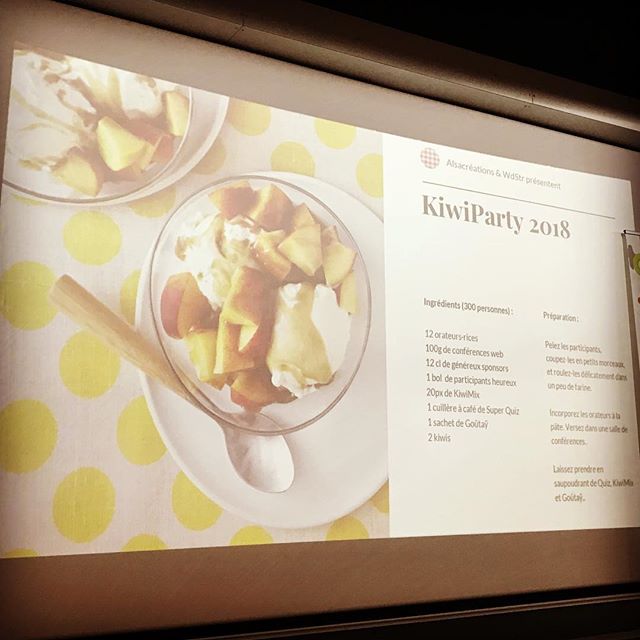 Alsacréations & WdStr présentent
KiwiParty 2018
Ingrédients (300 personnes) :
12 orateurs-rices
100g de conférences web
12 cl de généreux sponsors
1 bol de participants heureux
20px de KiwiMix
1 cuillère à café de Super Quiz
1 sachet de Goûtaÿ
2 kiwis
Préparation :
Pelez les participants,
coupez-les en petits morceaux,
et roulez-les délicatement dans
un peu de farine.
Incorporez les orateurs à la
pâte. Versez dans une salle de
conférences.
Laissez prendre en
saupoudrant de Quiz, KiwiMix
et Goûtaÿ.